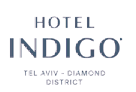 HOTEL
INDIGO®
TEL AVIV - DIAMOND
DISTRICT